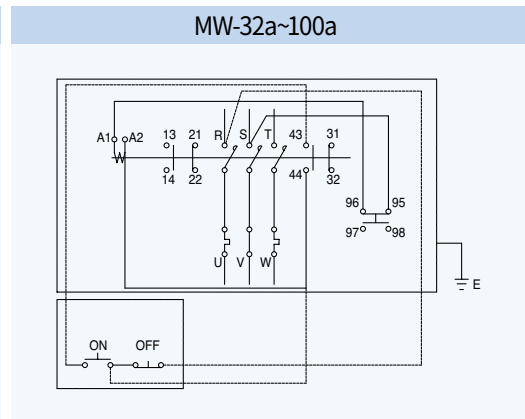 MW-32a~100a
A1 A2 13 21 R S T 43 31
14 22 44 32
96 95
97 98
U V W
E
ON OFF